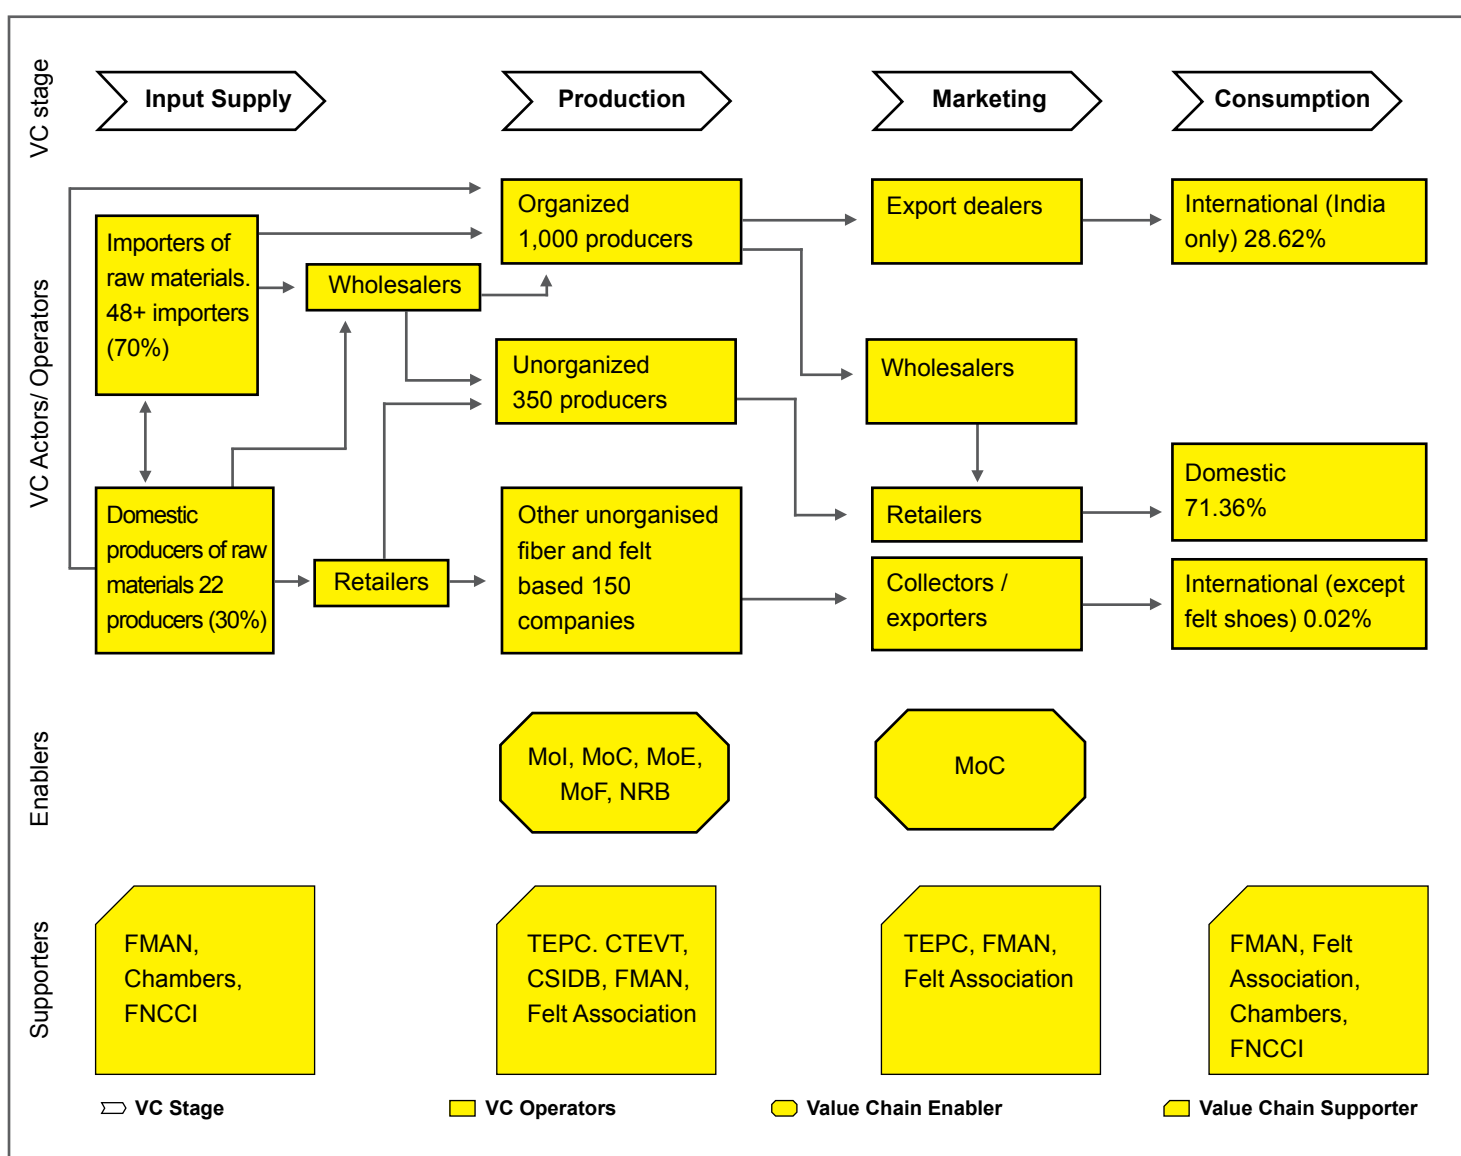 VC stage
Input Supply
Production
Marketing
Consumption
VC Actors/ Operators
Importers of
raw materials.
48+ importers
(70%)
Wholesalers
Organized
1,000 producers
Export dealers
International (India
only) 28.62%
Unorganized
350 producers
Wholesalers
Domestic
producers of raw
materials 22
producers (30%)
Retailers
Other unorganised
fiber and felt
based 150
companies
Retailers
Domestic
71.36%
Collectors /
exporters
International (except
felt shoes) 0.02%
Enablers
MoI, MoC, MoE,
MoF, NRB
MoC
Supporters
FMAN,
Chambers,
FNCCI
TEPC. CTEVT,
CSIDB, FMAN,
Felt Association
TEPC, FMAN,
Felt Association
FMAN, Felt
Association,
Chambers,
FNCCI
VC Stage
VC Operators
Value Chain Enabler
Value Chain Supporter